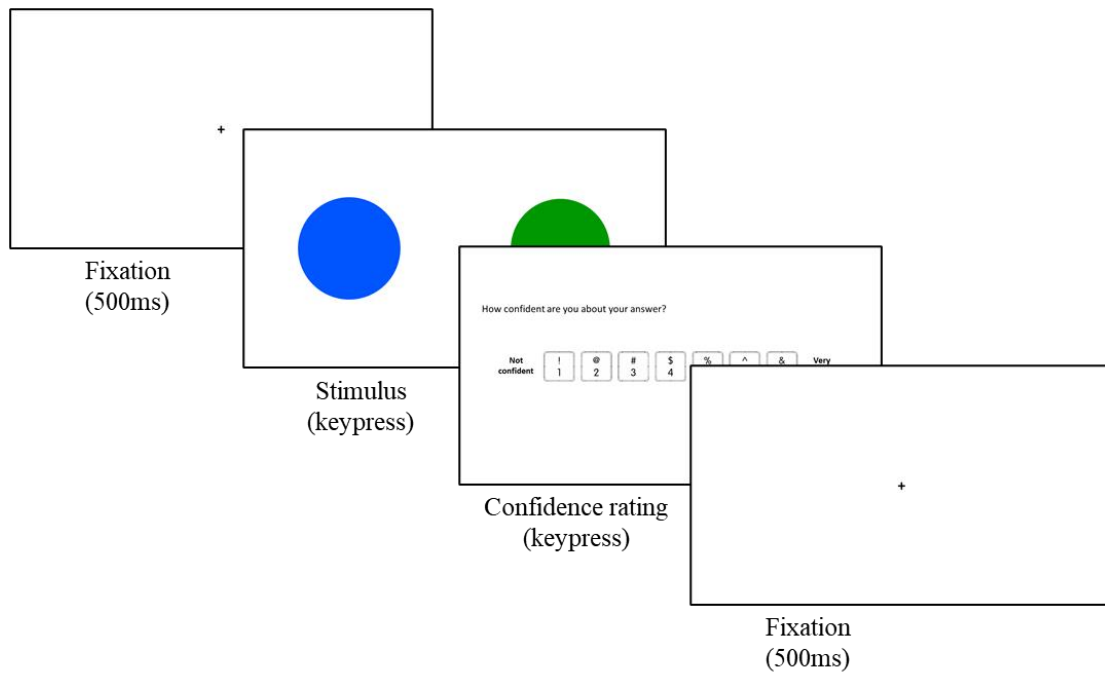 +
Fixation
(500ms)
Stimulus
(keypress)
How confident are you about your answer?
Not confident ! 1 @ 2 # 3 $ 4 % ^ & Very
Confidence rating
(keypress)
+
Fixation
(500ms)